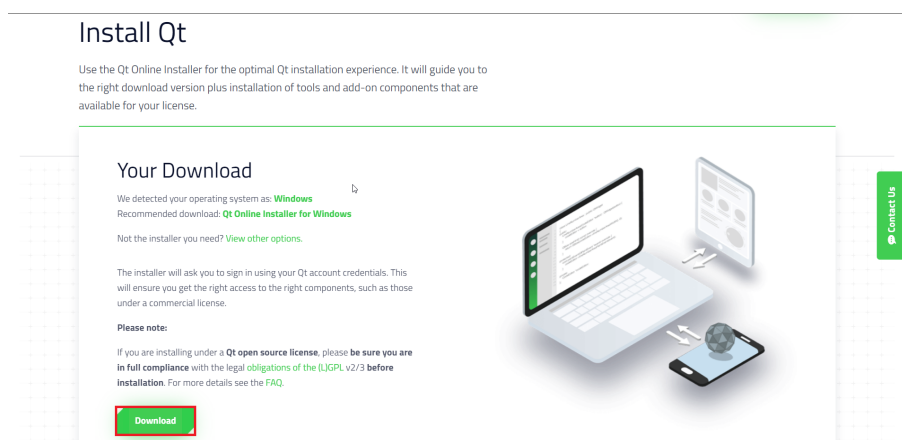 Install Qt
Use the Qt Online Installer for the optimal Qt installation experience. It will guide you to
the right download version plus installation of tools and add-on components that are
available for your license.
Your Download
We detected your operating system as: Windows
Recommended download: Qt Online Installer for Windows
Not the installer you need? View other options.
The installer will ask you to sign in using your Qt account credentials. This
will ensure you get the right access to the right components, such as those
under a commercial license.
Please note:
If you are installing under a Qt open source license, please be sure you are
in full compliance with the legal obligations of the (L)GPL v2/3 before
installation. For more details see the FAQ.
Download
Contact Us